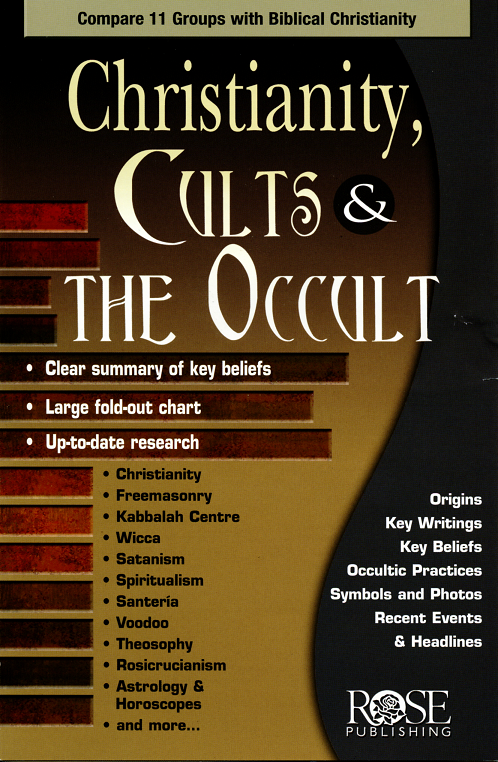 Compare 11 Groups with Biblical Christianity
Christianity,
CULTS &
THE OCCULT
• Clear summary of key beliefs
• Large fold-out chart
• Up-to-date research
• Christianity
• Freemasonry
• Kabbalah Centre
• Wicca
• Satanism
• Spiritualism
• Santería
• Voodoo
• Theosophy
• Rosicrucianism
• Astrology &
Horoscopes
• and more...
Origins
Key Writings
Key Beliefs
Occultic Practices
Symbols and Photos
Recent Events
& Headlines
ROSE
PUBLISHING